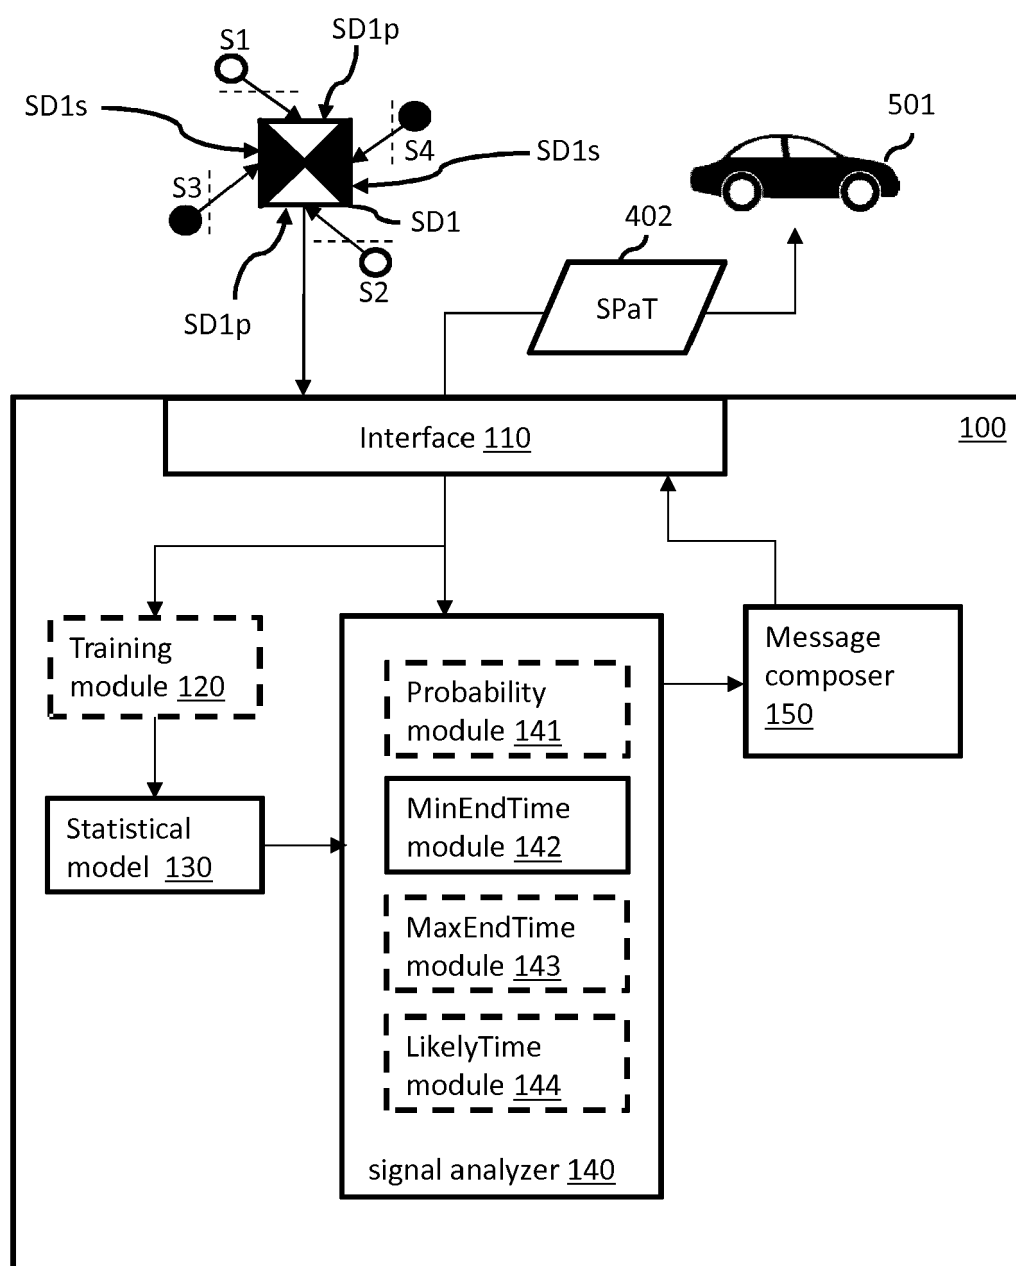 SD1p
S1
SD1s
S4
SD1s
S3
SD1
S2
SD1p
501
402
SPaT
Interface 110
100
Training
module 120
Statistical
model 130
Probability
module 141
MinEndTime
module 142
MaxEndTime
module 143
LikelyTime
module 144
signal analyzer 140
Message
composer
150